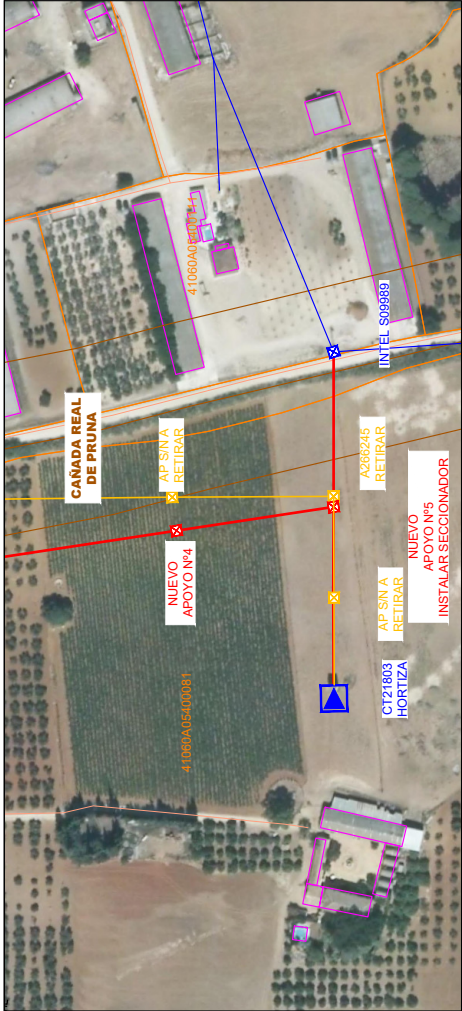 41060A05400011
INTEL S09989
CAÑADA REAL
DE PRUNA
AP S/N A
RETIRAR
A266245
RETIRAR
NUEVO
APOYO Nº4
NUEVO
APOYO Nº5
INSTALAR SECCIONADOR
AP S/N A
RETIRAR
41060A05400081
CT21803
HORTIZA